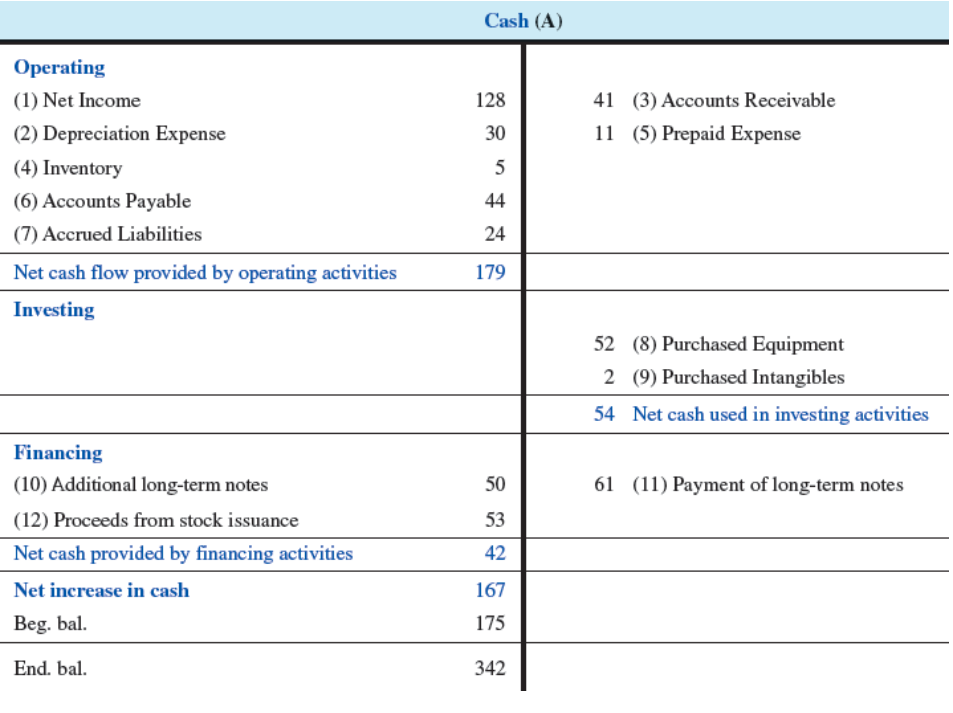 Cash (A)
Operating
(1) Net Income 128 41 (3) Accounts Receivable
(2) Depreciation Expense 30 11 (5) Prepaid Expense
(4) Inventory 5
(6) Accounts Payable 44
(7) Accrued Liabilities 24
Net cash flow provided by operating activities 179
Investing
52 (8) Purchased Equipment
2 (9) Purchased Intangibles
54 Net cash used in investing activities
Financing
(10) Additional long-term notes 50 61 (11) Payment of long-term notes
(12) Proceeds from stock issuance 53
Net cash provided by financing activities 42
Net increase in cash 167
Beg. bal. 175
End. bal. 342